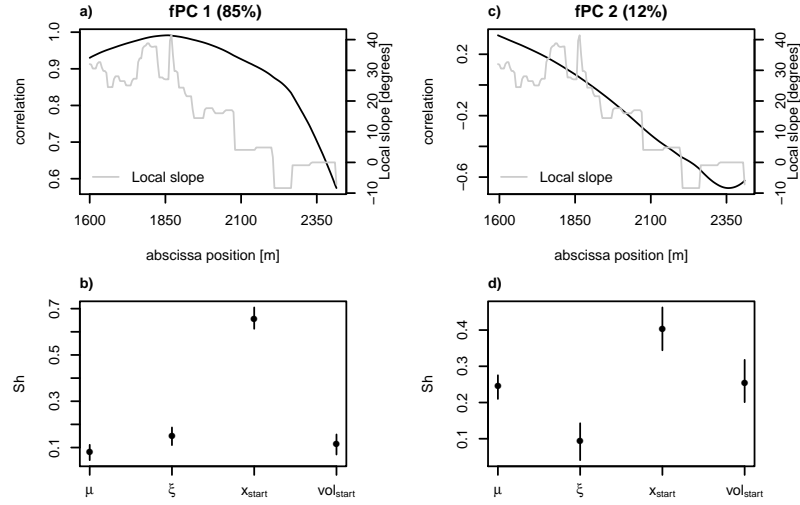 a) fPC 1 (85%)
correlation
0.6 0.7 0.8 0.9 1.0
−10 0 10 20 30 40
Local slope [degrees]
Local slope
1600 1850 2100 2350
abscissa position [m]
c) fPC 2 (12%)
correlation
−0.6 −0.2 0.2
−10 0 10 20 30 40
Local slope [degrees]
Local slope
1600 1850 2100 2350
abscissa position [m]
b)
Sh
0.1 0.3 0.5 0.7
μ ξ xstart volstart
d)
Sh
0.1 0.2 0.3 0.4
μ ξ xstart volstart